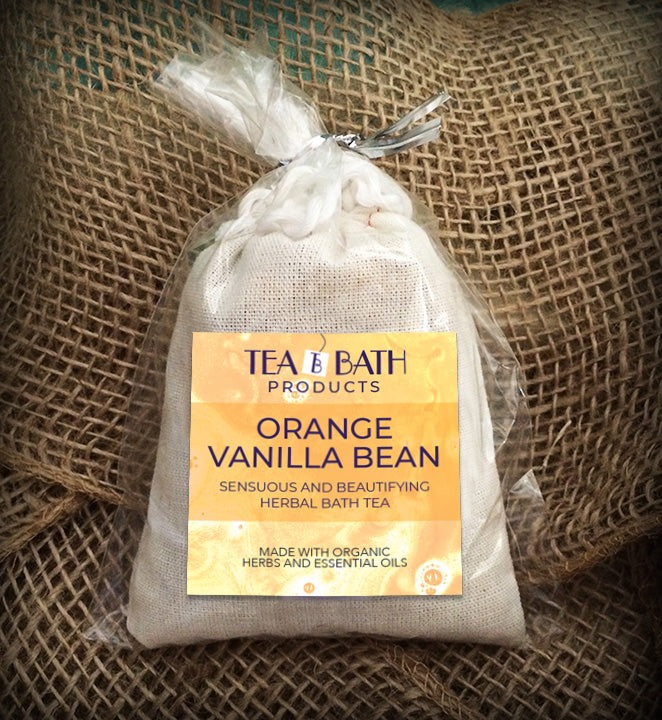 TEA TB BATH
PRODUCTS
ORANGE
VANILLA BEAN
SENSUOUS AND BEAUTIFYING
HERBAL BATH TEA
MADE WITH ORGANIC
HERBS AND ESSENTIAL OILS